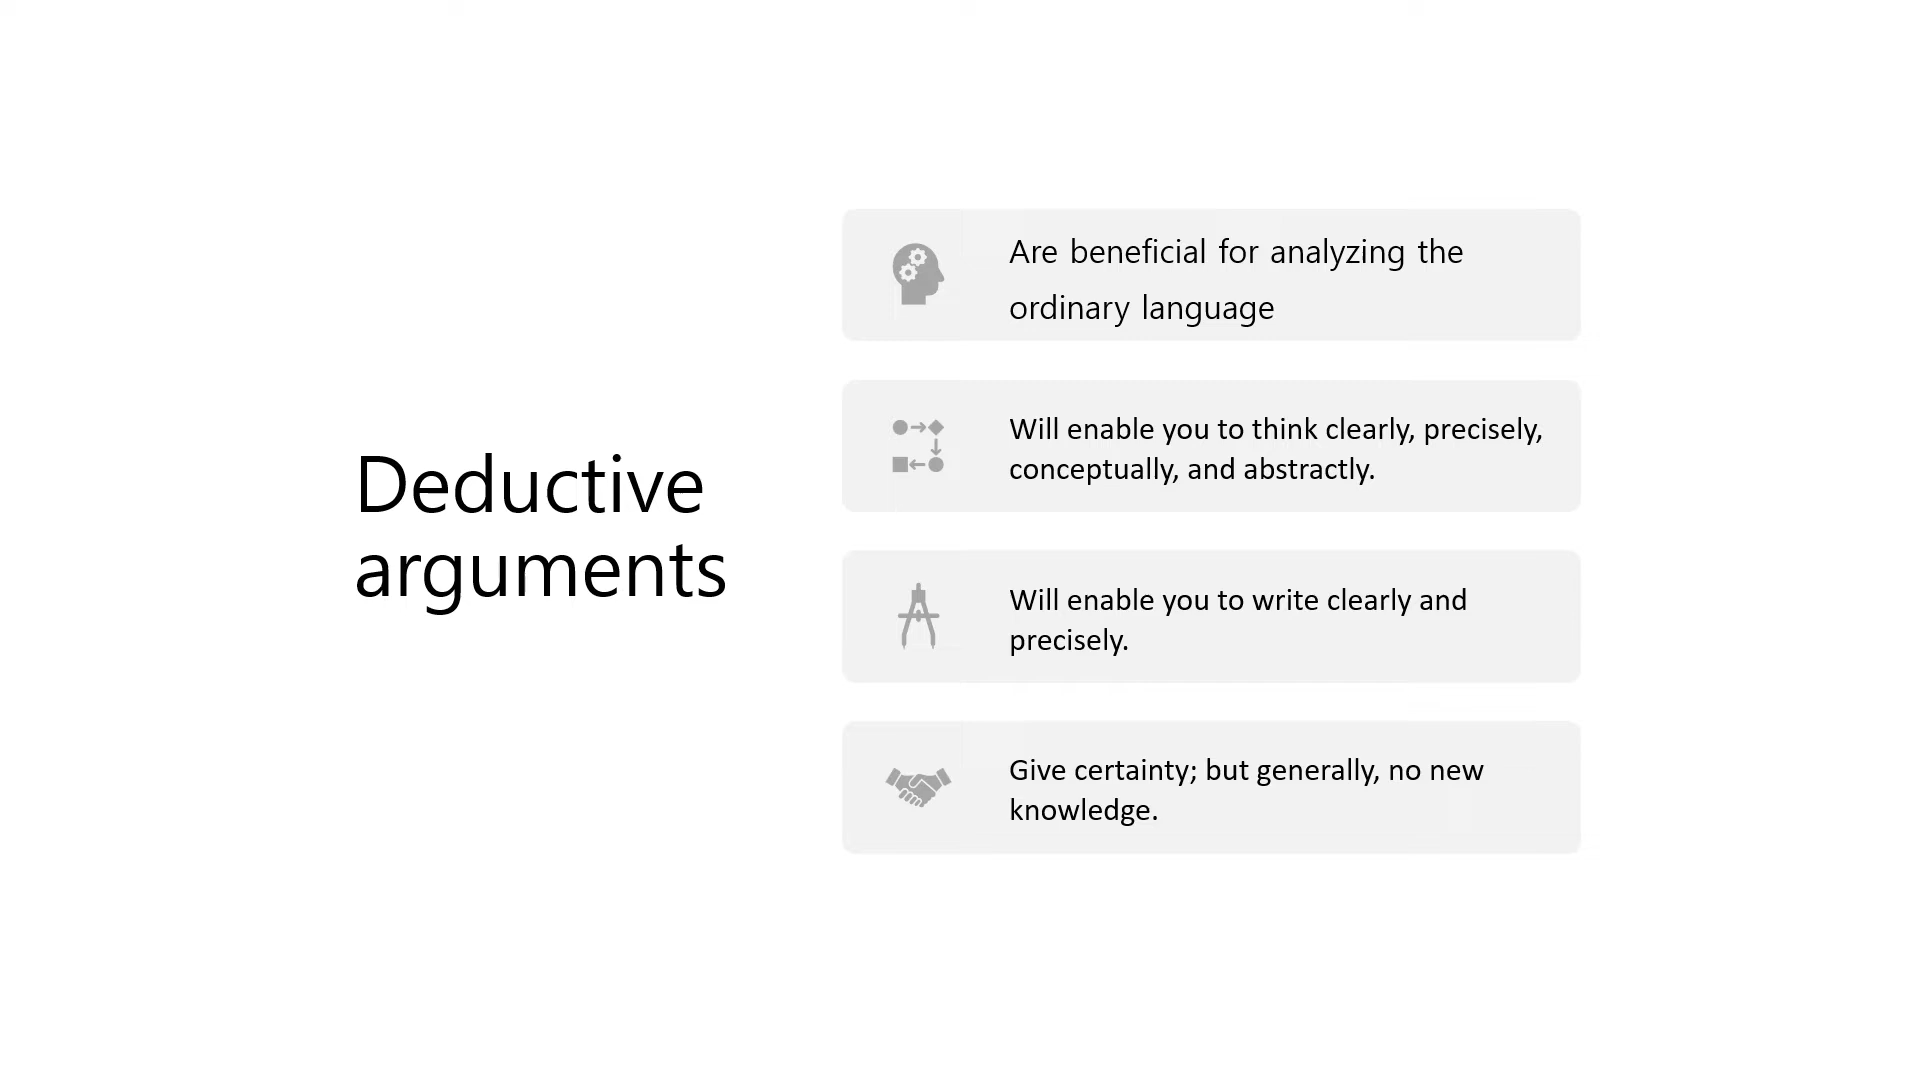 Deductive
arguments
Are beneficial for analyzing the
ordinary language
Will enable you to think clearly, precisely,
conceptually, and abstractly.
Will enable you to write clearly and
precisely.
Give certainty; but generally, no new
knowledge.